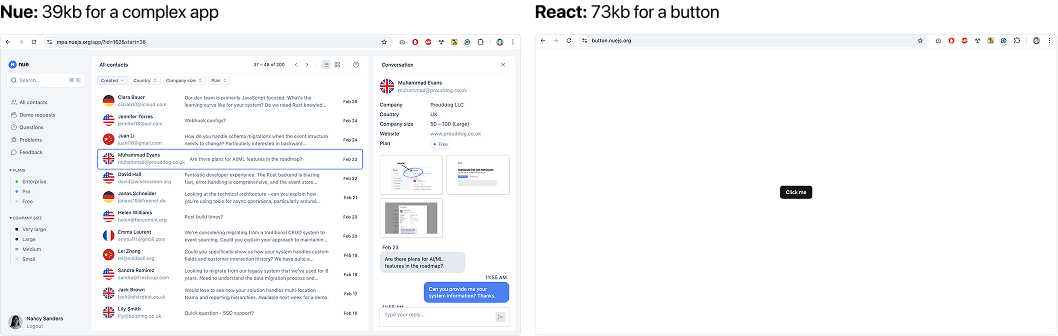 Nue: 39kb for a complex app
React: 73kb for a button
mpa.nuejs.org/app/?id=162&start=36
nue
Search...
All contacts
Demo requests
Questions
Problems
Feedback
PLANS
Enterprise
Pro
Free
COMPANY SIZE
Very large
Large
Medium
Small
Nancy Sanders
Logout
All contacts
37 – 48 of 200
Created
Country
Company size
Plan
Clara Bauer
clarab10@icloud.com
Our dev team is primarily JavaScript focused. What's the
learning curve like for your system? Do we need Rust knowled...
Feb 26
Jennifer Torres
jennifer18@aol.com
Webhook configs?
Feb 24
Juan Li
juan116@gmail.com
How do you handle schema migrations when the event structure
needs to change? Particularly interested in backward...
Feb 24
Muhammad Evans
muhammad@prouddog.co.uk
Are there plans for AI/ML features in the roadmap?
Feb 23
David Hall
david@wisemaron.org
Fantastic developer experience. The Rust backend is blazing
fast, error handling is comprehensive, and the event store...
Feb 22
Jonas Schneider
jonass19@freenet.de
Looking at the technical architecture - can you explain how
you're using tokio for async operations, particularly around...
Feb 21
Helen Williams
helen@fiercemint.org
Rust build times?
Feb 20
Emma Laurent
emmal11@gmail.com
We're considering migrating from a traditional CRUD system to
event sourcing. Could you explain your approach to maintainin...
Feb 20
Lei Zhang
lei@mildbell.org
Could you specifically show us how your system handles custom
fields and customer interaction history? We have quite a...
Feb 18
Sandra Ramirez
sandra@freshcup.com
Looking to migrate from our legacy system that we've used for 8
years. Need to understand the data migration process and...
Feb 18
Jack Brown
jack@sharpbat.co.uk
Would love to see how your solution handles multi-location
teams and reporting hierarchies. Available next week for a demo.
Feb 17
Lily Smith
lily@boldring.co.uk
Quick question - SSO support?
Feb 16
Conversation
Muhammad Evans
muhammad@prouddog.co.uk
Company Prouddog LLC
Country UK
Company size 50 – 100 (Large)
Website www.prouddog.co.uk
Plan Free
Feb 23
Are there plans for AI/ML
features in the roadmap?
11:55 AM
Can you provide me your
system information? Thanks.
11:55 AM
Type your reply...
button.nuejs.org
Click me